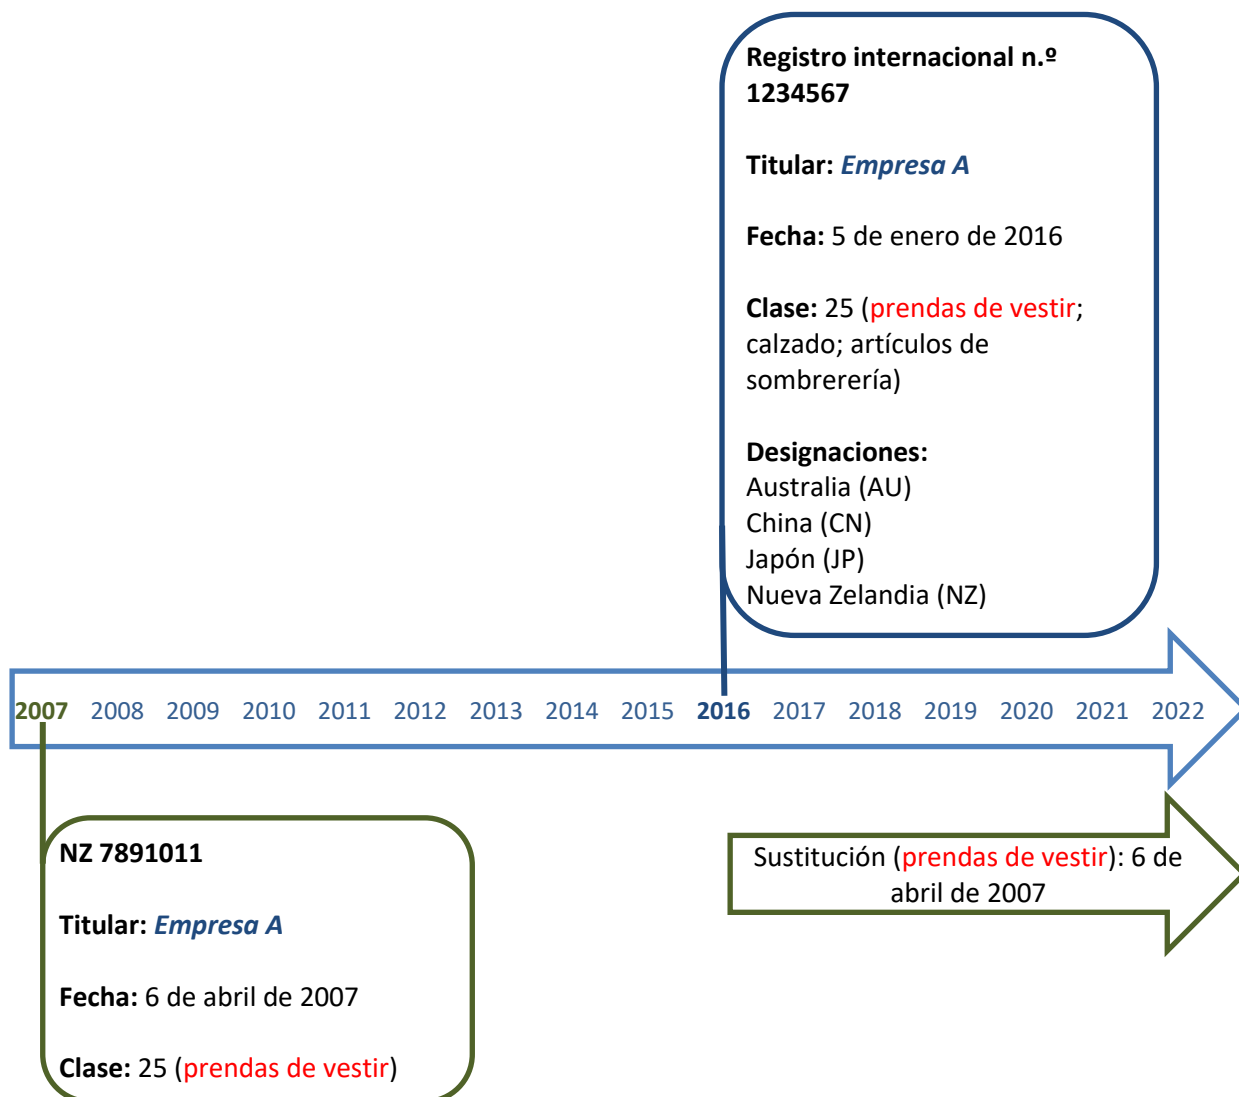 Registro internacional n.º
1234567
Titular: Empresa A
Fecha: 5 de enero de 2016
Clase: 25 (prendas de vestir;
calzado; artículos de
sombrerería)
Designaciones:
Australia (AU)
China (CN)
Japón (JP)
Nueva Zelandia (NZ)
2007 2008 2009 2010 2011 2012 2013 2014 2015 2016 2017 2018 2019 2020 2021 2022
NZ 7891011
Titular: Empresa A
Fecha: 6 de abril de 2007
Clase: 25 (prendas de vestir)
Sustitución (prendas de vestir): 6 de
abril de 2007